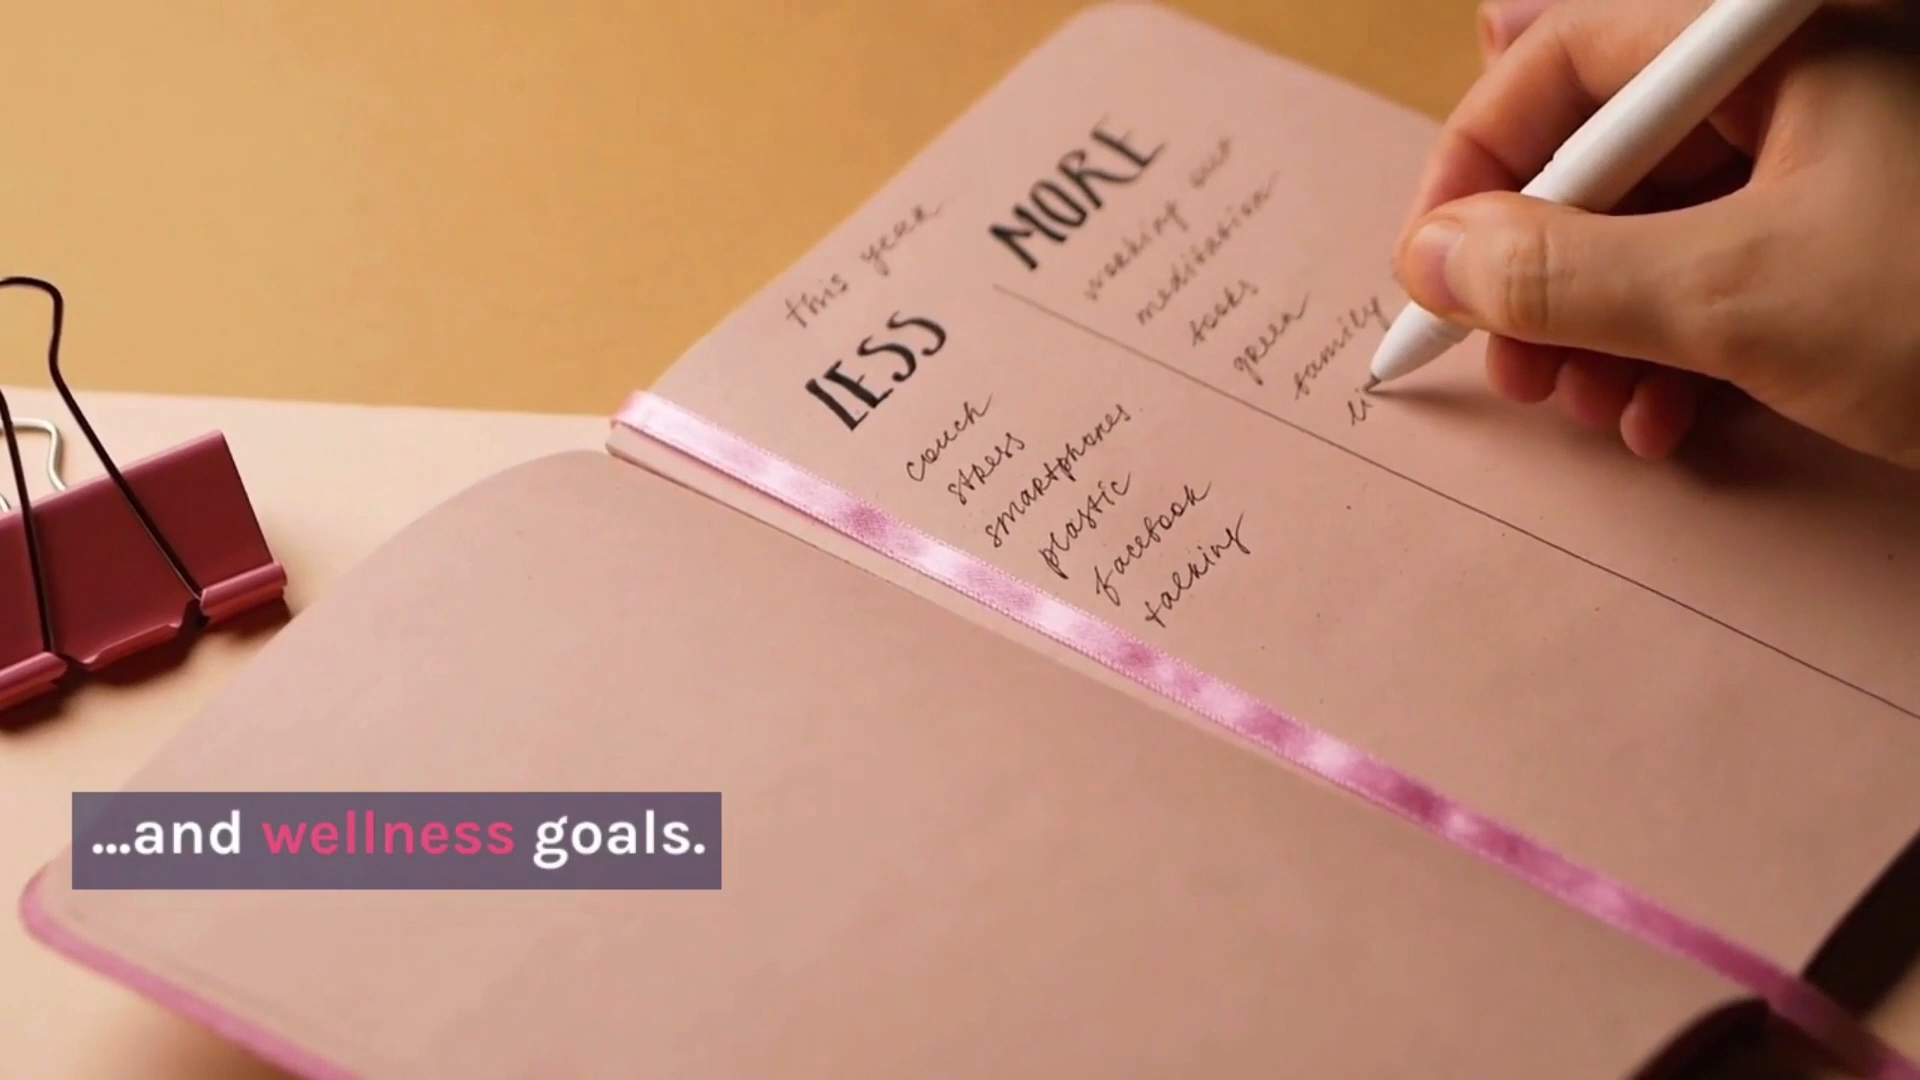 this year
LESS
couch
stress
smartphones
plastic
facebook
talking
MORE
working out
meditation
books
green
family
li
...and wellness goals.